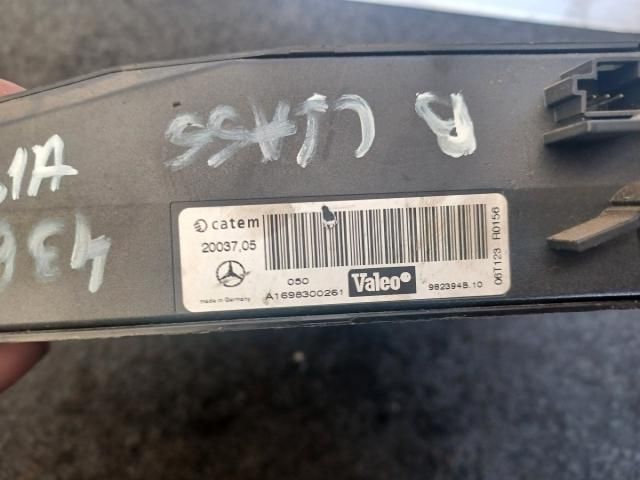 B CLASS
catem
20037,05
050
A1698300261
made in Germany
Valeo
982394B.10
06T123 R0156